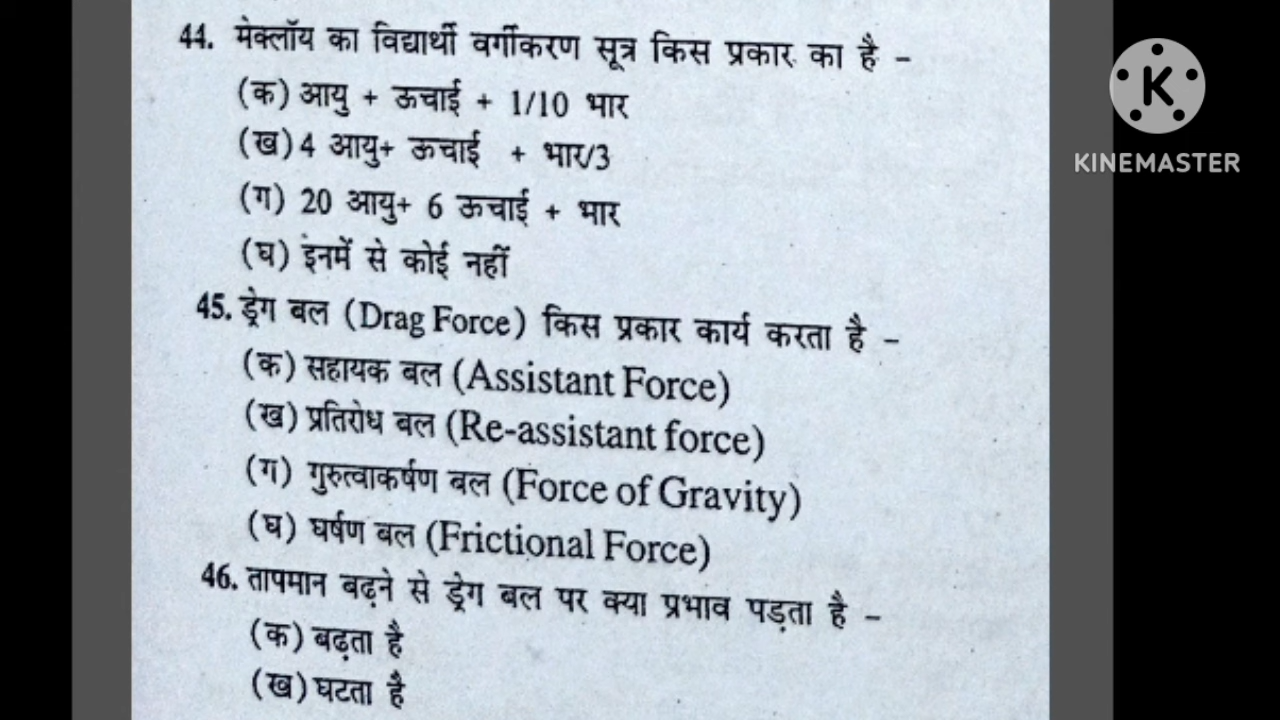 44. मेक्लॉय का विद्यार्थी वर्गीकरण सूत्र किस प्रकार का है -
(क) आयु + ऊचाई + 1/10 भार
(ख) 4 आयु+ ऊचाई + भार/3
(ग) 20 आयु+ 6 ऊचाई + भार
(घ) इनमें से कोई नहीं
45. ड्रेग बल (Drag Force) किस प्रकार कार्य करता है -
(क) सहायक बल (Assistant Force)
(ख) प्रतिरोध बल (Re-assistant force)
(ग) गुरुत्वाकर्षण बल (Force of Gravity)
(घ) घर्षण बल (Frictional Force)
46. तापमान बढ़ने से ड्रेग बल पर क्या प्रभाव पड़ता है -
(क) बढ़ता है
(ख) घटता है
K
KINEMASTER